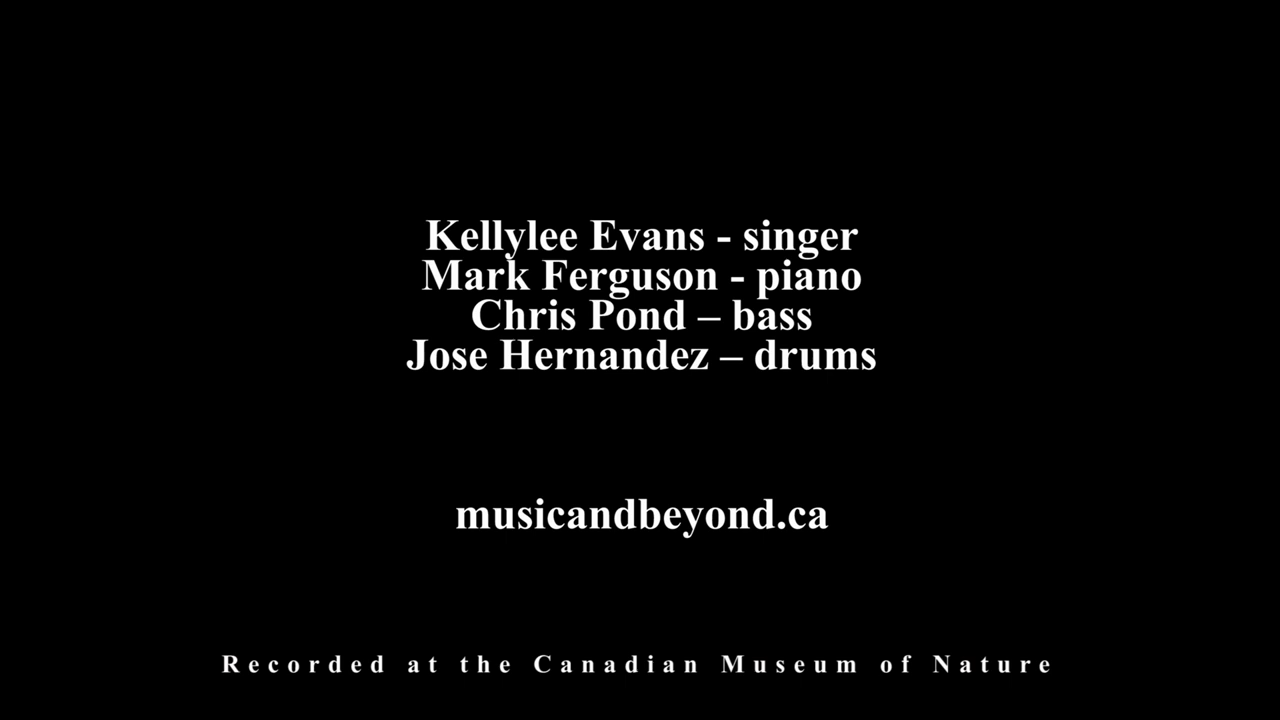 Kellylee Evans - singer
Mark Ferguson - piano
Chris Pond – bass
Jose Hernandez – drums
musicandbeyond.ca
Recorded at the Canadian Museum of Nature